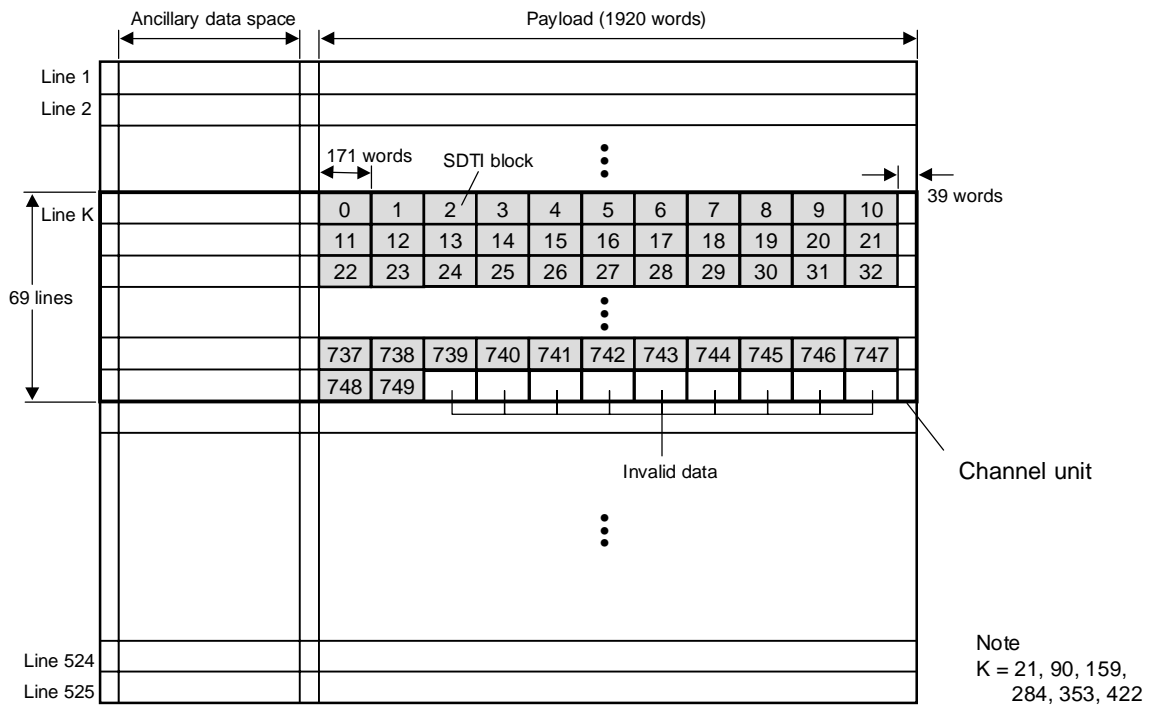 Ancillary data space
Payload (1920 words)
Line 1
Line 2
171 words
SDTI block
39 words
Line K
0 1 2 3 4 5 6 7 8 9 10
11 12 13 14 15 16 17 18 19 20 21
22 23 24 25 26 27 28 29 30 31 32
69 lines
737 738 739 740 741 742 743 744 745 746 747
748 749
Invalid data
Channel unit
Line 524
Line 525
Note
K = 21, 90, 159,
284, 353, 422